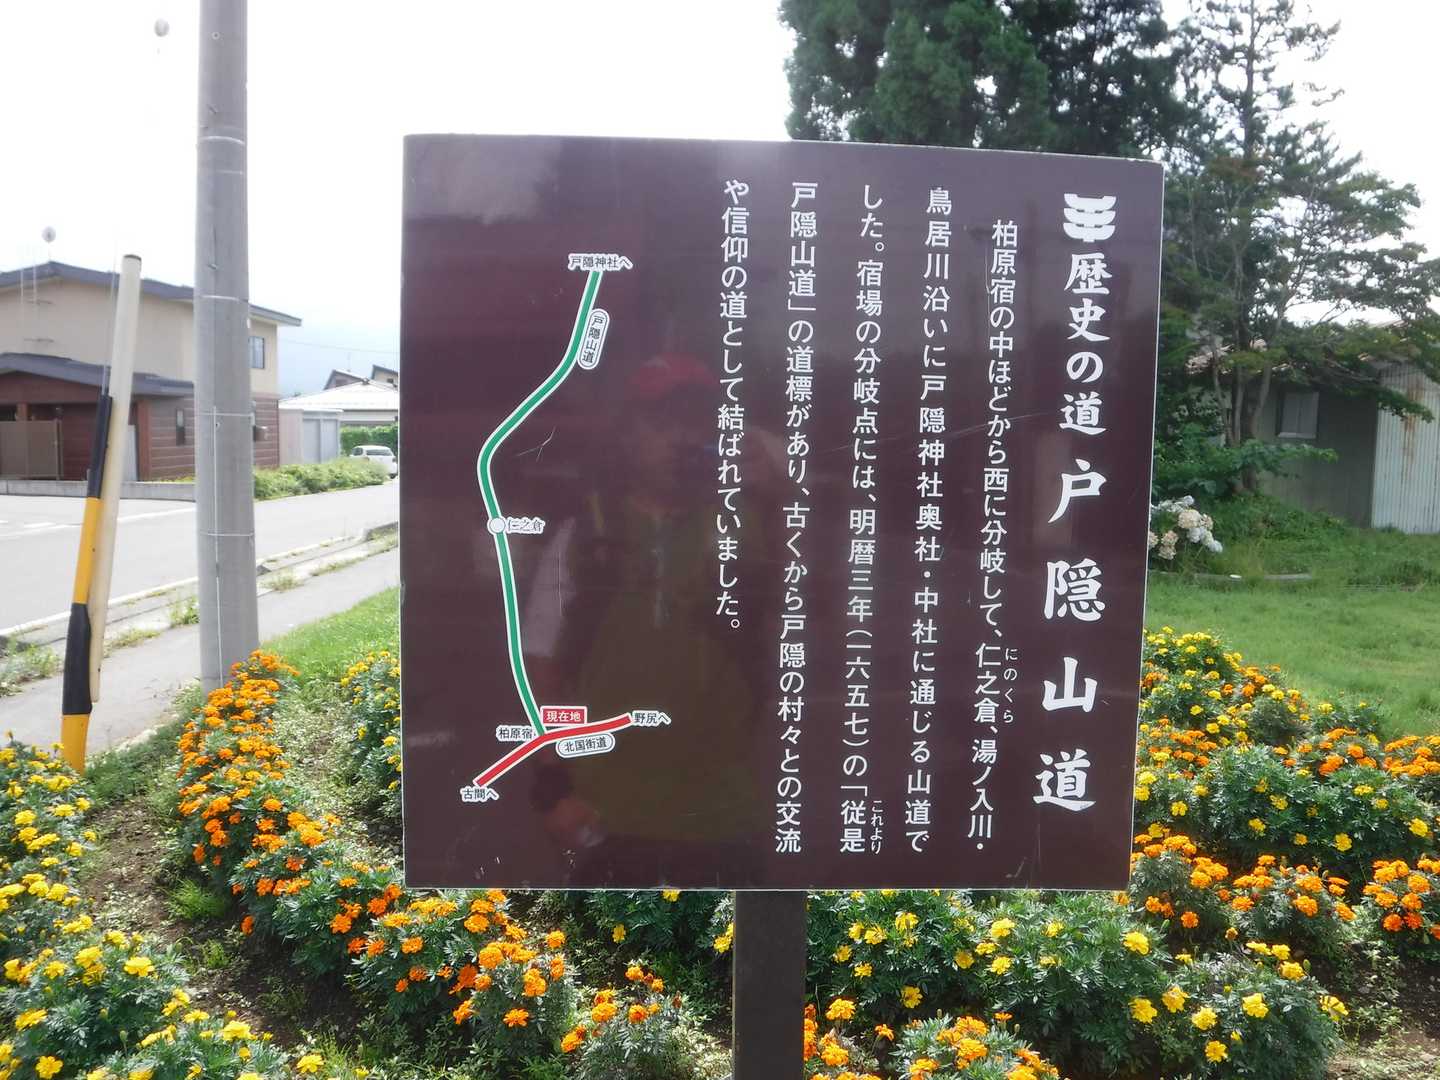 歴史の道 戸隠山道
柏原宿の中ほどから西に分岐して、仁之倉、湯ノ入川・
にのくら
鳥居川沿いに戸隠神社奥社・中社に通じる山道で
した。宿場の分岐点には、明暦三年(一六五七)の「従是
これより
戸隠山道」の道標があり、古くから戸隠の村々との交流
や信仰の道として結ばれていました。
戸隠神社へ
戸隠山道
仁之倉
現在地
柏原宿
野尻へ
北国街道
古間へ